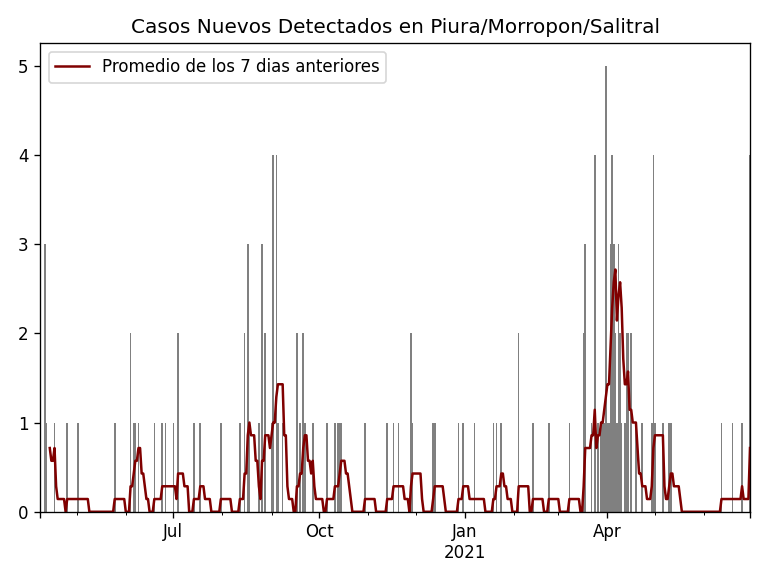 Casos Nuevos Detectados en Piura/Morropon/Salitral
Promedio de los 7 dias anteriores
5
4
3
2
1
0
Jul
Oct
Jan
2021
Apr